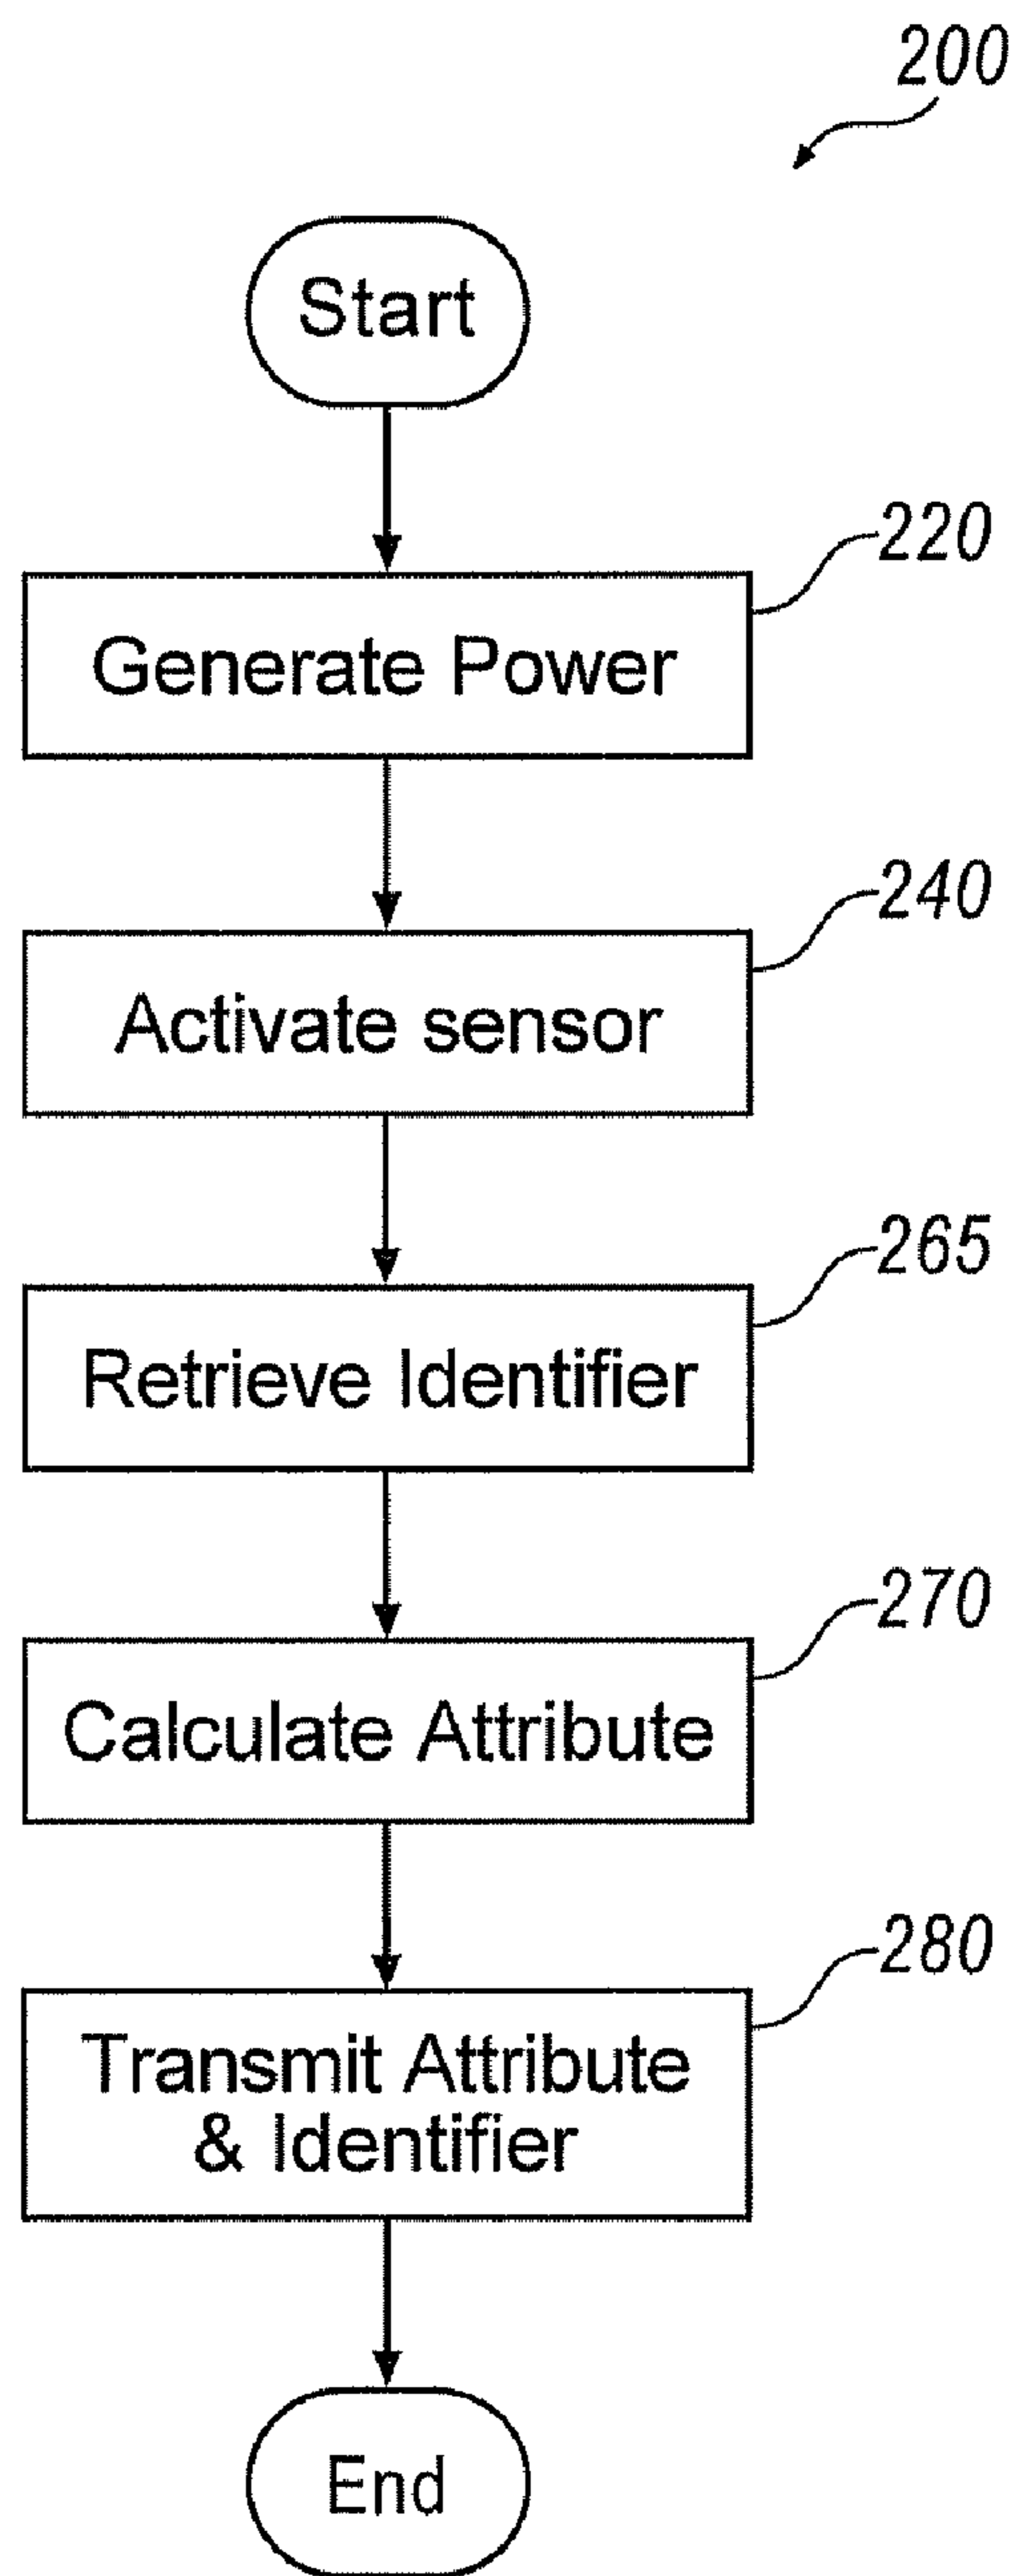 200
Start
220
Generate Power
240
Activate sensor
265
Retrieve Identifier
270
Calculate Attribute
280
Transmit Attribute
& Identifier
End